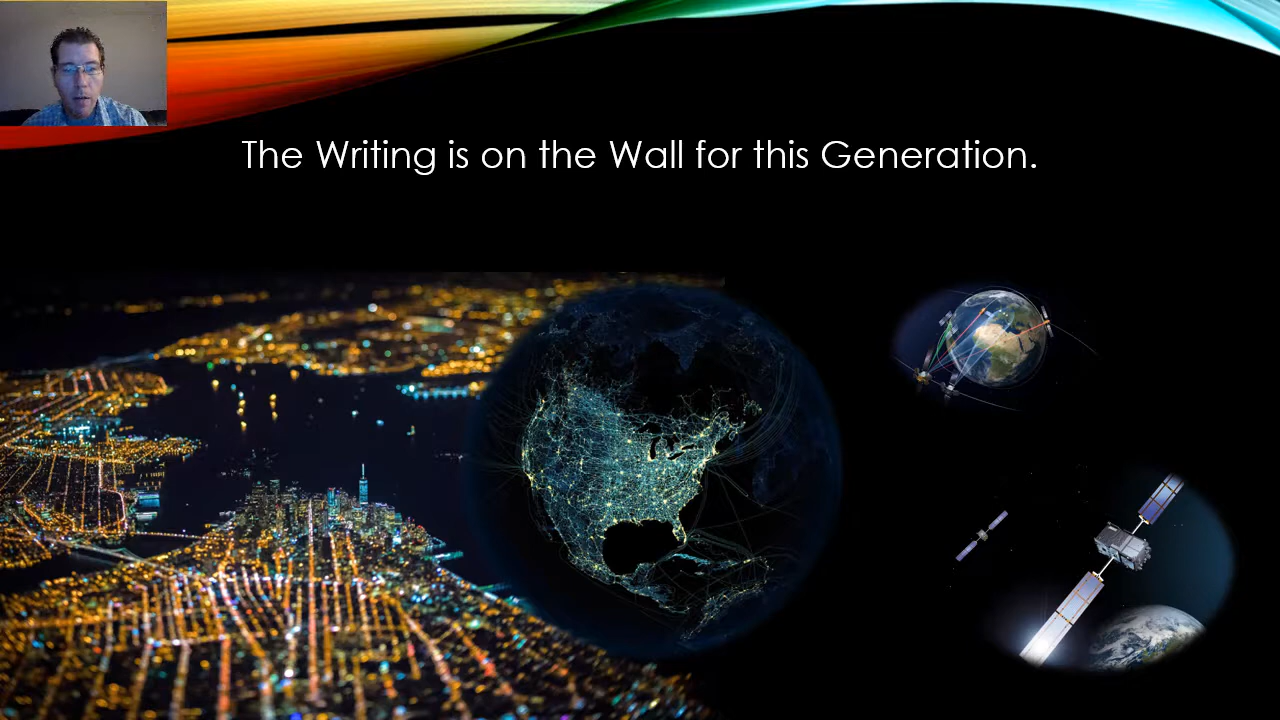 The Writing is on the Wall for this Generation.